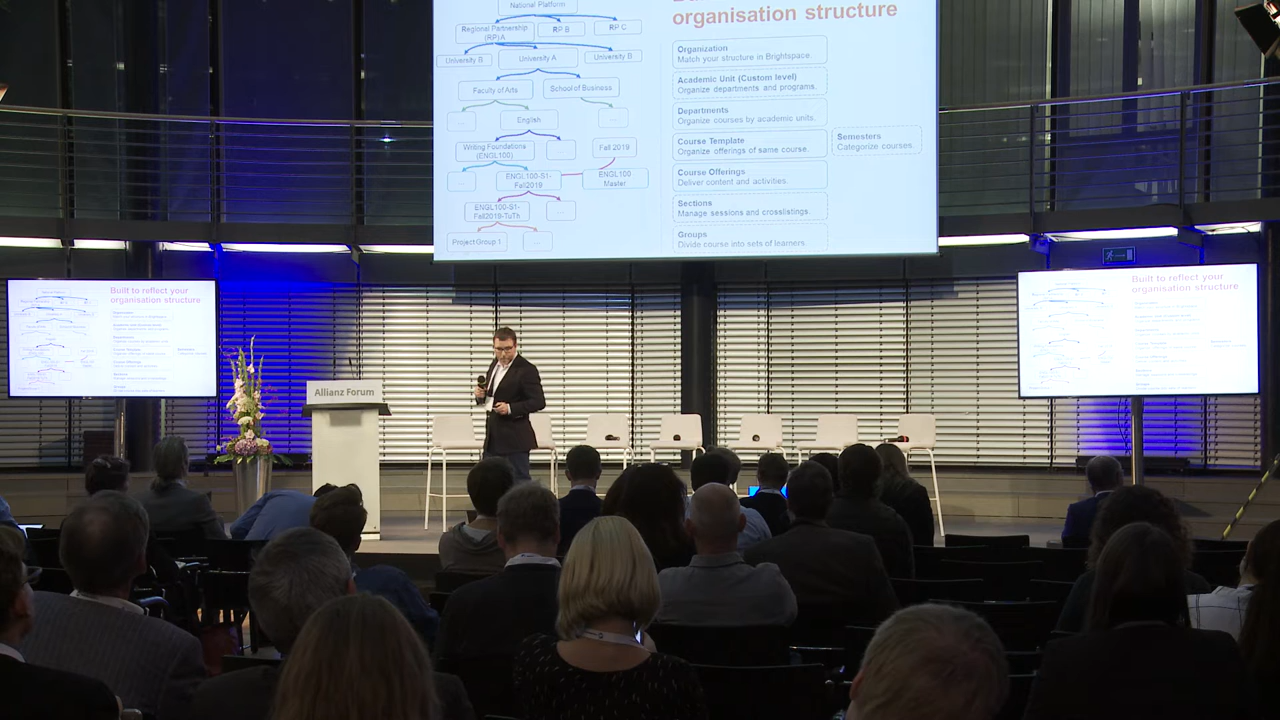 National Platform
organisation structure
Regional Partnership
(RP)A
RP B
RP C
University B
University A
University B
Faculty of Arts
School of Business
...
English
...
Writing Foundations
(ENGL100)
...
Fall 2019
...
ENGL100-S1-
Fall2019
ENGL100
Master
ENGL100-S1-
Fall2019-TuTh
...
Project Group 1
...
Organization
Match your structure in Brightspace.
Academic Unit (Custom level)
Organize departments and programs.
Departments
Organize courses by academic units.
Course Template
Organize offerings of same course.
Semesters
Categorize courses.
Course Offerings
Deliver content and activities.
Sections
Manage sessions and crosslistings.
Groups
Divide course into sets of learners
Built to reflect your
organisation structure
Built to reflect your
organisation structure
Allianz Forum